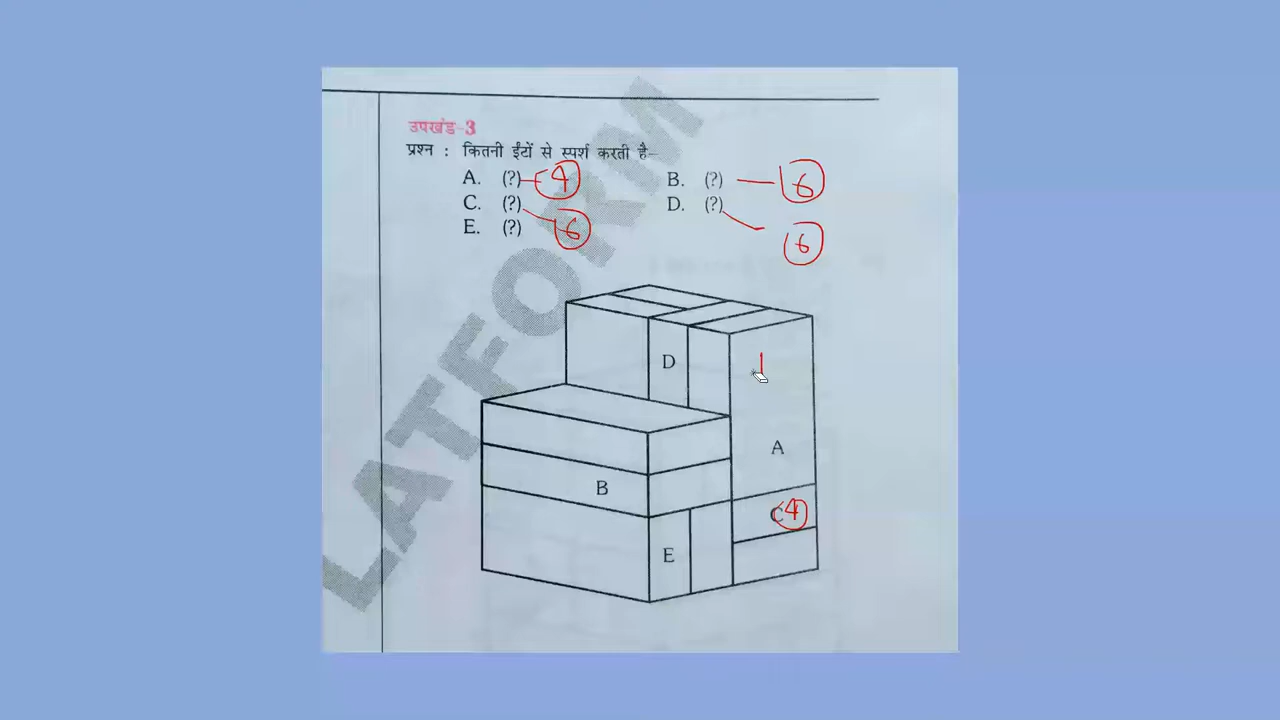 उपखंड-3
प्रश्न : कितनी ईंटों से स्पर्श करती है-
A. (?) 4 B. (?) 6
C. (?) 6 D. (?) 6
E. (?)
D
A
B
C 4
E
LATFORM